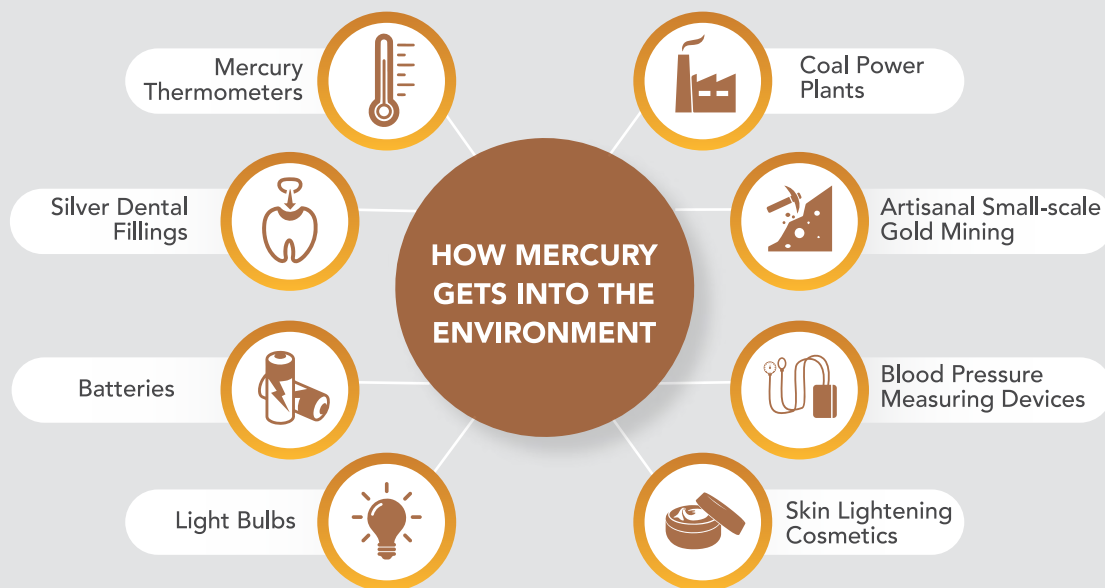 Mercury
Thermometers
Coal Power
Plants
Silver Dental
Fillings
Artisanal Small-scale
Gold Mining
HOW MERCURY
GETS INTO THE
ENVIRONMENT
Batteries
Blood Pressure
Measuring Devices
Light Bulbs
Skin Lightening
Cosmetics